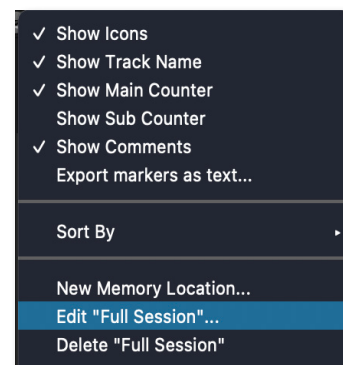 ✓ Show Icons
✓ Show Track Name
✓ Show Main Counter
Show Sub Counter
✓ Show Comments
Export markers as text...
Sort By
New Memory Location...
Edit "Full Session"...
Delete "Full Session"